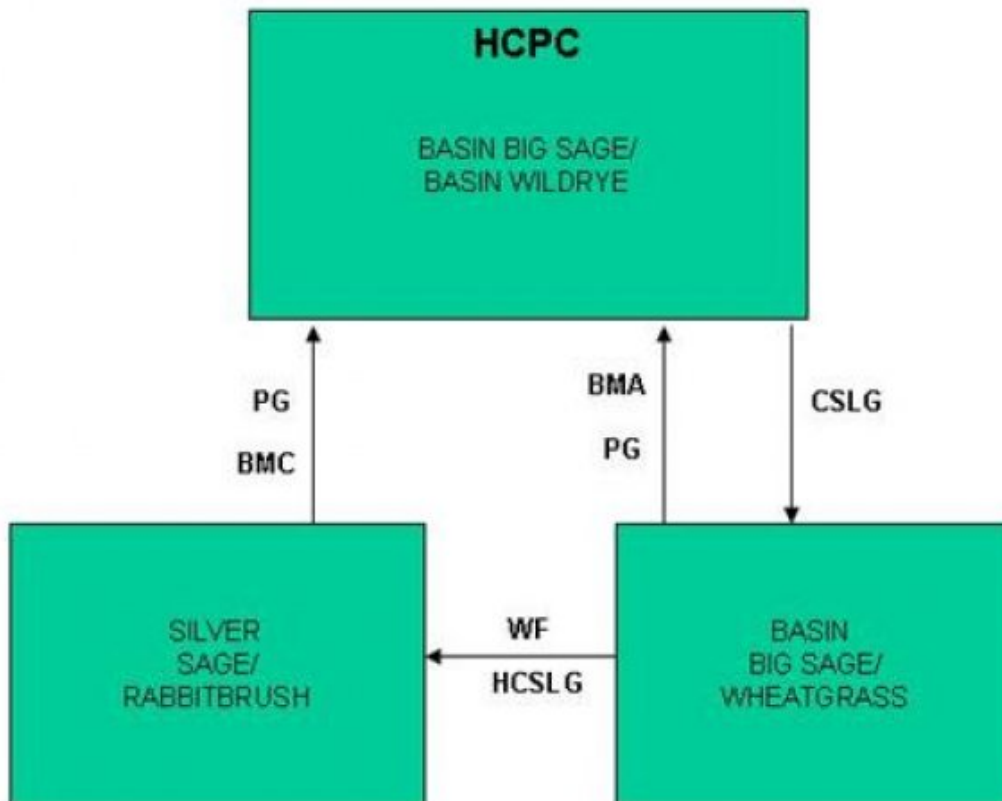 HCPC
BASIN BIG SAGE/
BASIN WILDRYE
PG
BMC
BMA
PG
CSLG
WF
HCSLG
SILVER
SAGE/
RABBITBRUSH
BASIN
BIG SAGE/
WHEATGRASS